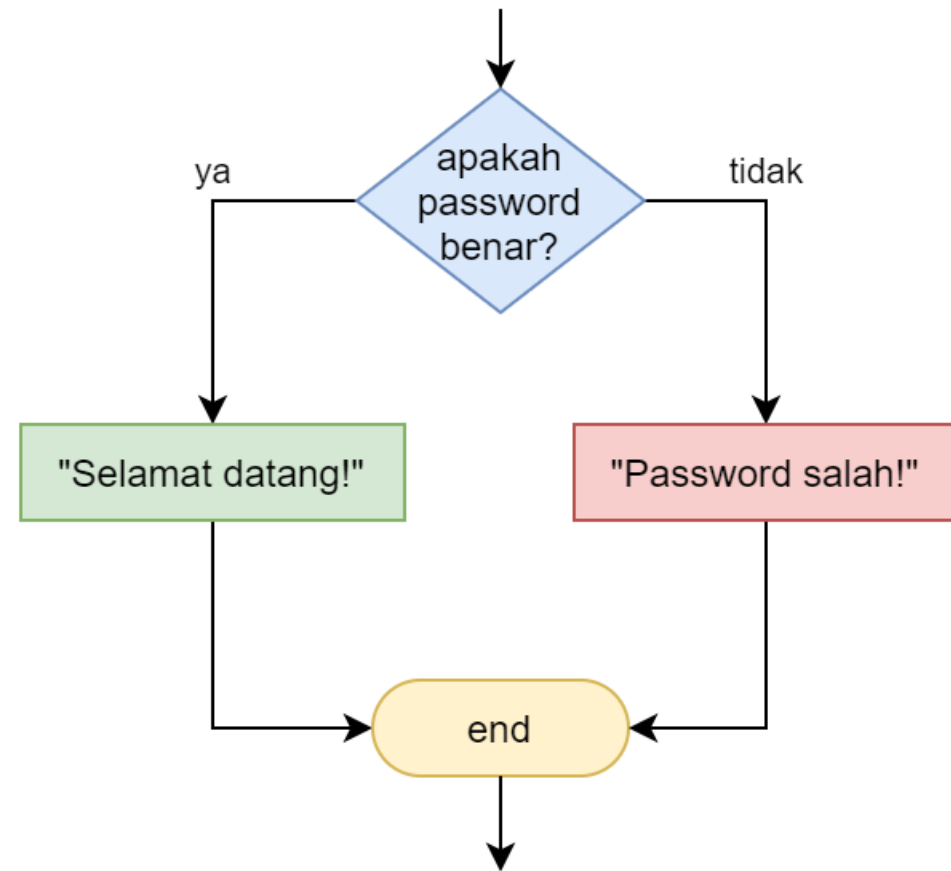 apakah
password
benar?
ya
tidak
"Selamat datang!"
"Password salah!"
end